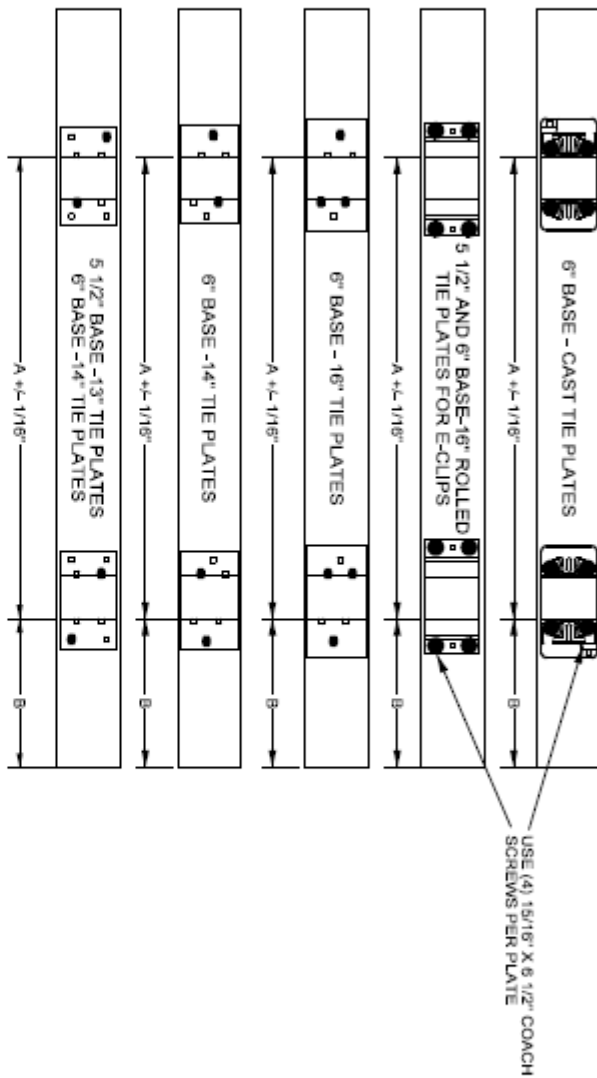 6" BASE – CAST TIE PLATES
USE (4) 15/16" X 6 1/2" COACH
SCREWS PER PLATE
A +/- 1/16"
B
5 1/2" AND 6" BASE-16" ROLLED
TIE PLATES FOR E-CLIPS
A +/- 1/16"
B
6" BASE – 16" TIE PLATES
A +/- 1/16"
B
6" BASE -14" TIE PLATES
A +/- 1/16"
B
5 1/2" BASE -13" TIE PLATES
6" BASE -14" TIE PLATES
A +/- 1/16"
B